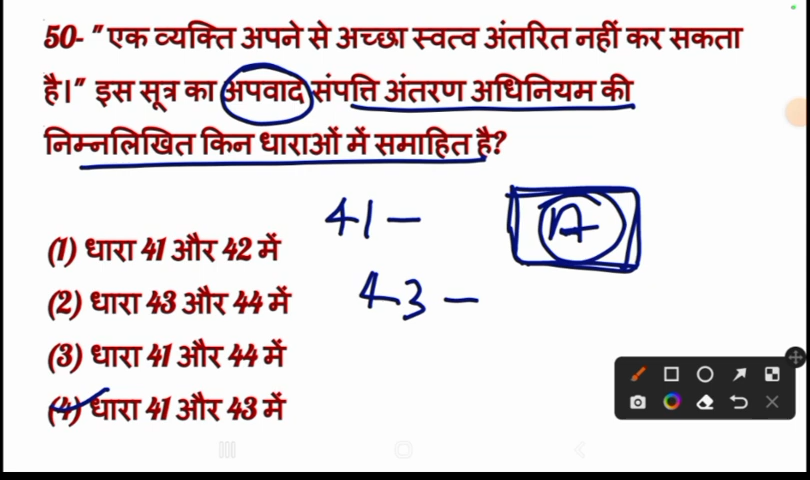 50- " एक व्यक्ति अपने से अच्छा स्वत्व अंतरित नहीं कर सकता
है।" इस सूत्र का अपवाद संपत्ति अंतरण अधिनियम की
निम्नलिखित किन धाराओं में समाहित है?
41 –
A
(1) धारा 41 और 42 में
43 –
(2) धारा 43 और 44 में
(3) धारा 41 और 44 में
(4) धारा 41 और 43 में